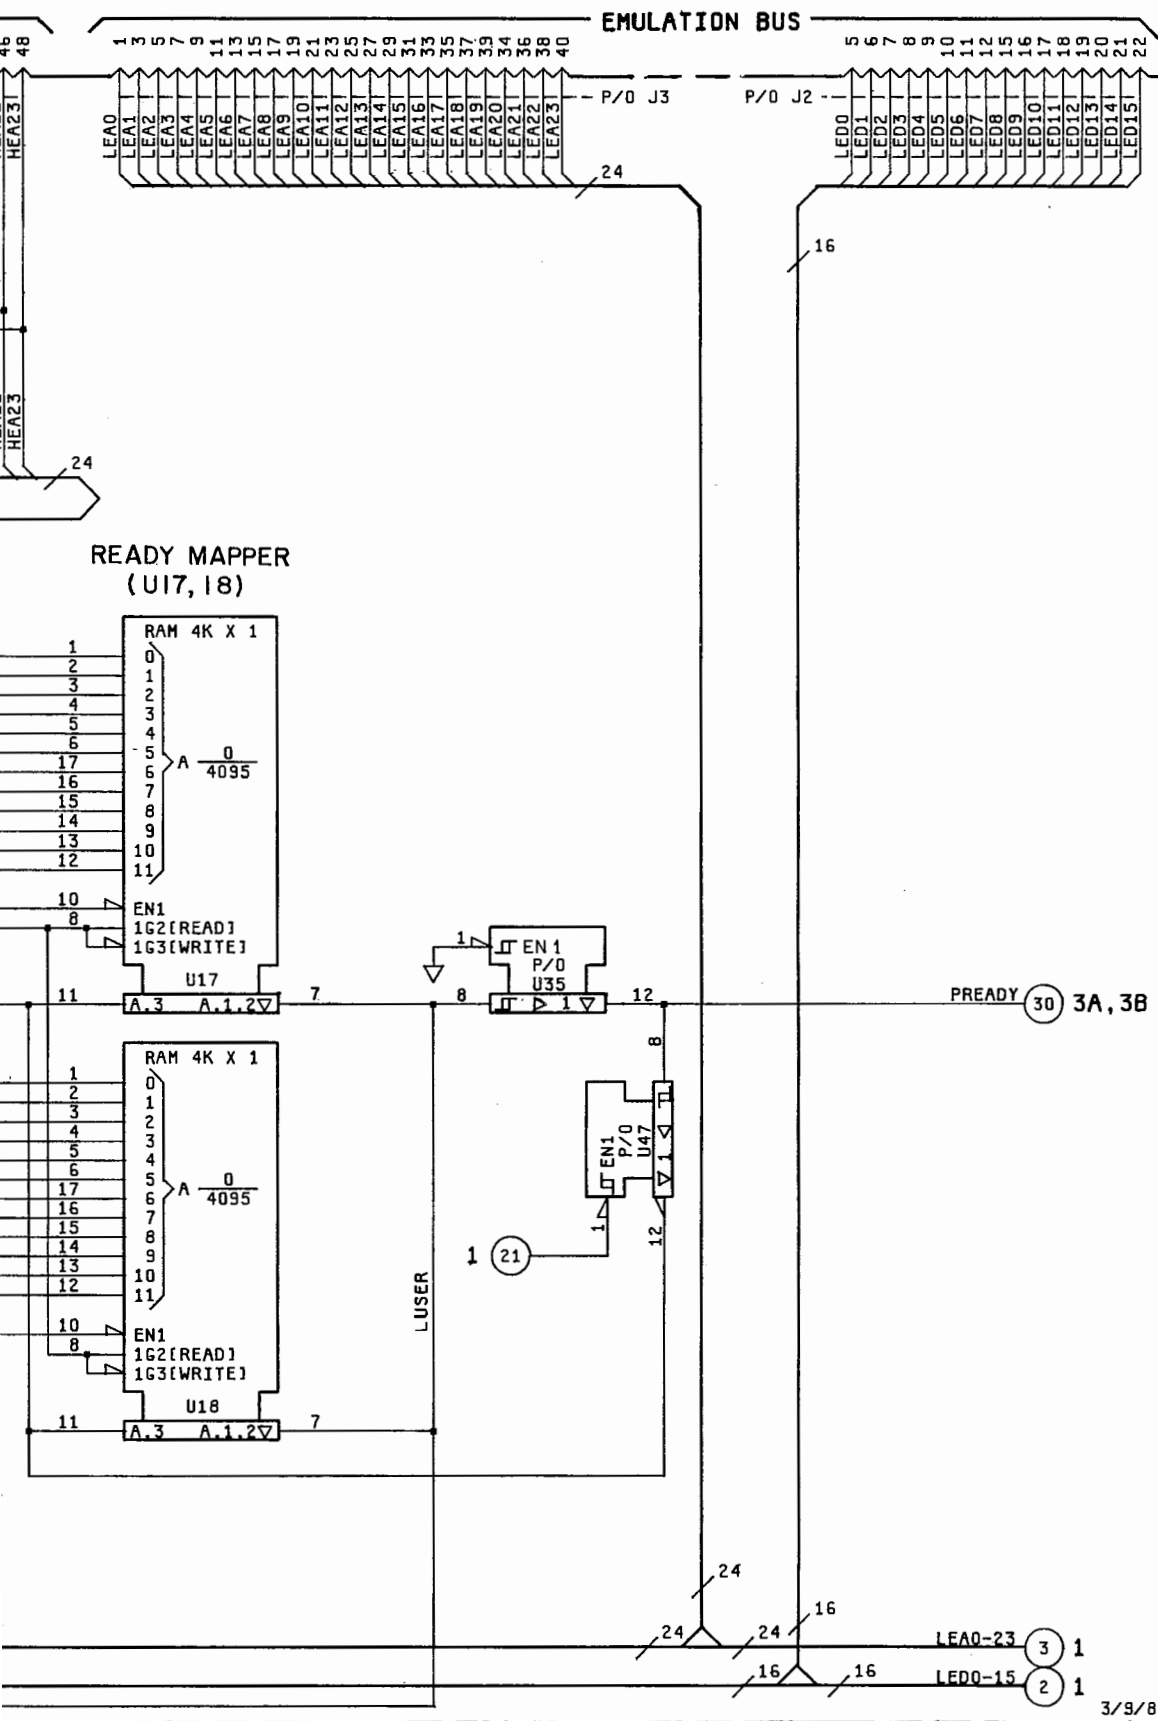 EMULATION BUS
46 48 1 3 5 7 9 11 13 15 17 19 21 23 25 27 29 31 33 35 37 39 34 36 38 40 5 6 7 8 9 10 11 12 15 16 17 18 19 20 21 22
P/O J3 P/O J2
HEA23 LEA0 LEA1 LEA2 LEA3 LEA4 LEA5 LEA6 LEA7 LEA8 LEA9 LEA10 LEA11 LEA12 LEA13 LEA14 LEA15 LEA16 LEA17 LEA18 LEA19 LEA20 LEA21 LEA22 LEA23 LED0 LED1 LED2 LED3 LED4 LED5 LED6 LED7 LED8 LED9 LED10 LED11 LED12 LED13 LED14 LED15
24
16
HEA23
24
READY MAPPER
(U17, 18)
RAM 4K X 1
1 0
2 1
3 2
4 3
5 4
6 5
17 6
16 7
15 8
14 9
13 10
12 11
A 0
4095
10 EN1
8 1G2[READ]
1G3[WRITE]
U17
11 A.3 A.1.2 7
1 EN 1
P/O
U35
8 1 12
PREADY 30 3A, 3B
RAM 4K X 1
1 0
2 1
3 2
4 3
5 4
6 5
17 6
16 7
15 8
14 9
13 10
12 11
A 0
4095
10 EN1
8 1G2[READ]
1G3[WRITE]
U18
11 A.3 A.1.2 7
8
EN1
P/O
U47
1
1
12
1 21
LUSER
24
16
24 24 LEA0-23 3 1
16 16 LED0-15 2 1
3/9/8